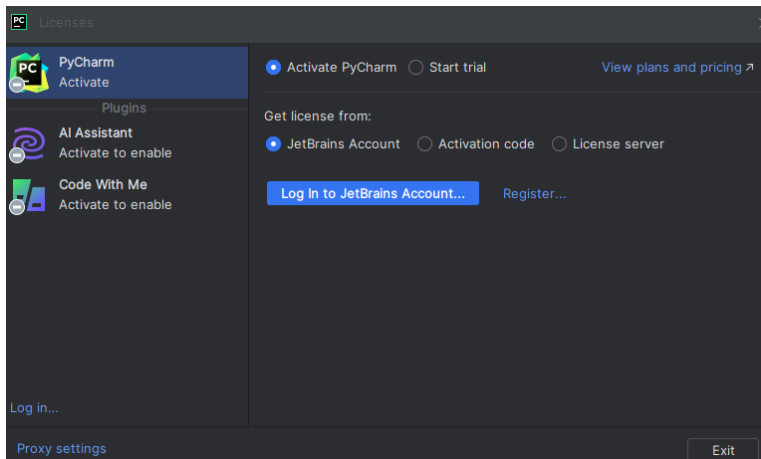 PC Licenses
PC PyCharm
Activate
Plugins
AI Assistant
Activate to enable
Code With Me
Activate to enable
Log in...
Activate PyCharm Start trial View plans and pricing ↗
Get license from:
JetBrains Account Activation code License server
Log In to JetBrains Account... Register...
Proxy settings Exit